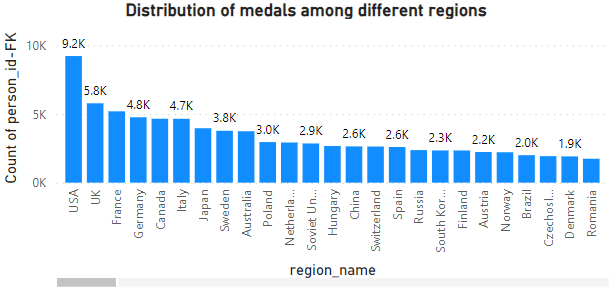 Distribution of medals among different regions
Count of person_id-FK
10K
5K
0K
9.2K
5.8K
4.8K
4.7K
3.8K
3.0K
2.9K
2.6K
2.6K
2.3K
2.2K
2.0K
1.9K
USA
UK
France
Germany
Canada
Italy
Japan
Sweden
Australia
Poland
Netherla...
Soviet Un...
Hungary
China
Switzerland
Spain
Russia
South Kor...
Finland
Austria
Norway
Brazil
Czechosl...
Denmark
Romania
region_name